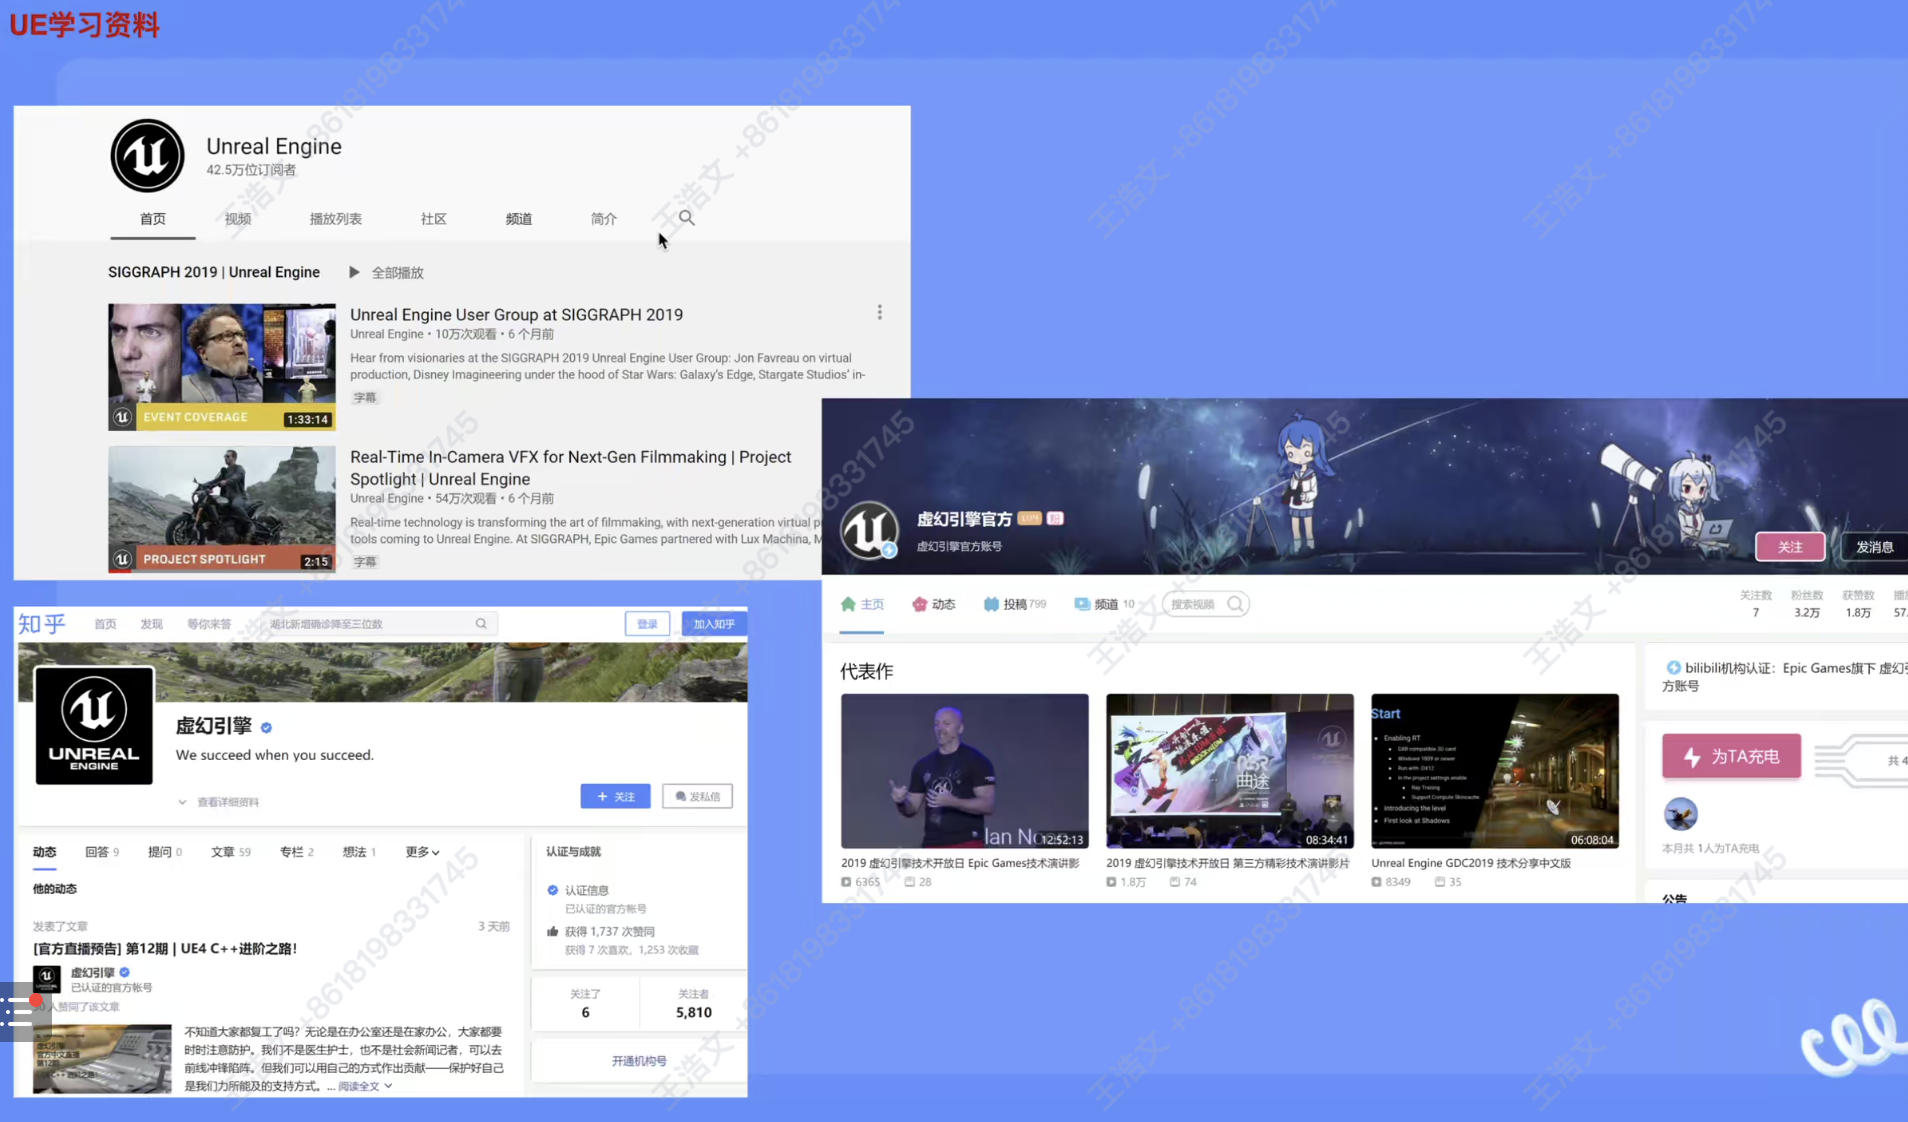 UE学习资料
Unreal Engine
42.5万位订阅者
首页 视频 播放列表 社区 频道 简介
SIGGRAPH 2019 | Unreal Engine 全部播放
Unreal Engine User Group at SIGGRAPH 2019
Unreal Engine • 10万次观看 • 6 个月前
Hear from visionaries at the SIGGRAPH 2019 Unreal Engine User Group: Jon Favreau on virtual
production, Disney Imagineering under the hood of Star Wars: Galaxy's Edge, Stargate Studios' in-
字幕
EVENT COVERAGE 1:33:14
Real-Time In-Camera VFX for Next-Gen Filmmaking | Project
Spotlight | Unreal Engine
Unreal Engine • 54万次观看 • 6 个月前
Real-time technology is transforming the art of filmmaking, with next-generation virtual p
tools coming to Unreal Engine. At SIGGRAPH, Epic Games partnered with Lux Machina, M
字幕
PROJECT SPOTLIGHT 2:15
知乎 首页 发现 等你来答 湖北新增确诊降至三位数 登录 加入知乎
UNREAL
ENGINE
虚幻引擎
We succeed when you succeed.
查看详细资料
+ 关注 发私信
动态 回答 9 提问 0 文章 59 专栏 2 想法 1 更多
他的动态
发表了文章 3 天前
[官方直播预告] 第12期 | UE4 C++进阶之路!
虚幻引擎
已认证的官方帐号
人赞同了该文章
不知道大家都复工了吗？无论是在办公室还是在家办公，大家都要
时时注意防护。我们不是医生护士，也不是社会新闻记者，可以去
前线冲锋陷阵。但我们可以用自己的方式作出贡献——保护好自己
是我们力所能及的支持方式。... 阅读全文
认证与成就
认证信息
已认证的官方帐号
获得 1,737 次赞同
获得 7 次喜欢，1,253 次收藏
关注了 关注者
6 5,810
开通机构号
虚幻引擎官方
虚幻引擎官方账号
关注 发消息
主页 动态 投稿 799 频道 10 搜索视频
关注数 粉丝数 获赞数 播
7 3.2万 1.8万 57.
代表作
12:52:13 08:34:41 06:08:04
Start
Enabling RT
Introducing the level
First look at Shadows
2019 虚幻引擎技术开放日 Epic Games技术演讲影
6365 28
2019 虚幻引擎技术开放日 第三方精彩技术演讲影片
1.8万 74
Unreal Engine GDC2019 技术分享中文版
8349 35
bilibili机构认证：Epic Games旗下 虚幻引
方账号
为TA充电 共 4
本月共 1人为TA充电
公告
王浩文 +8618198331745